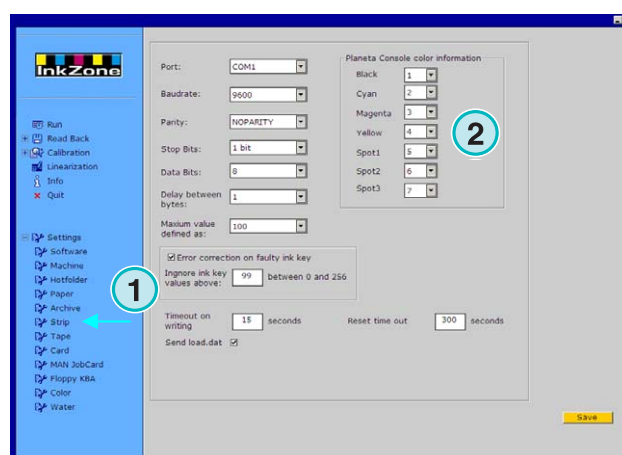 InkZone
Run
Read Back
Calibration
Linearization
Info
Quit
Settings
Software
Machine
Hotfolder
Paper
Archive
Strip
Tape
Card
MAN JobCard
Floppy KBA
Color
Water
1
Port: COM1
Baudrate: 9600
Parity: NOPARITY
Stop Bits: 1 bit
Data Bits: 8
Delay between bytes: 1
Maxium value defined as: 100
Error correction on faulty ink key
Ingnore ink key values above: 99 between 0 and 256
Timeout on writing 15 seconds
Reset time out 300 seconds
Send load.dat
Planeta Console color information
Black 1
Cyan 2
Magenta 3
Yellow 4
Spot1 5
Spot2 6
Spot3 7
2
Save